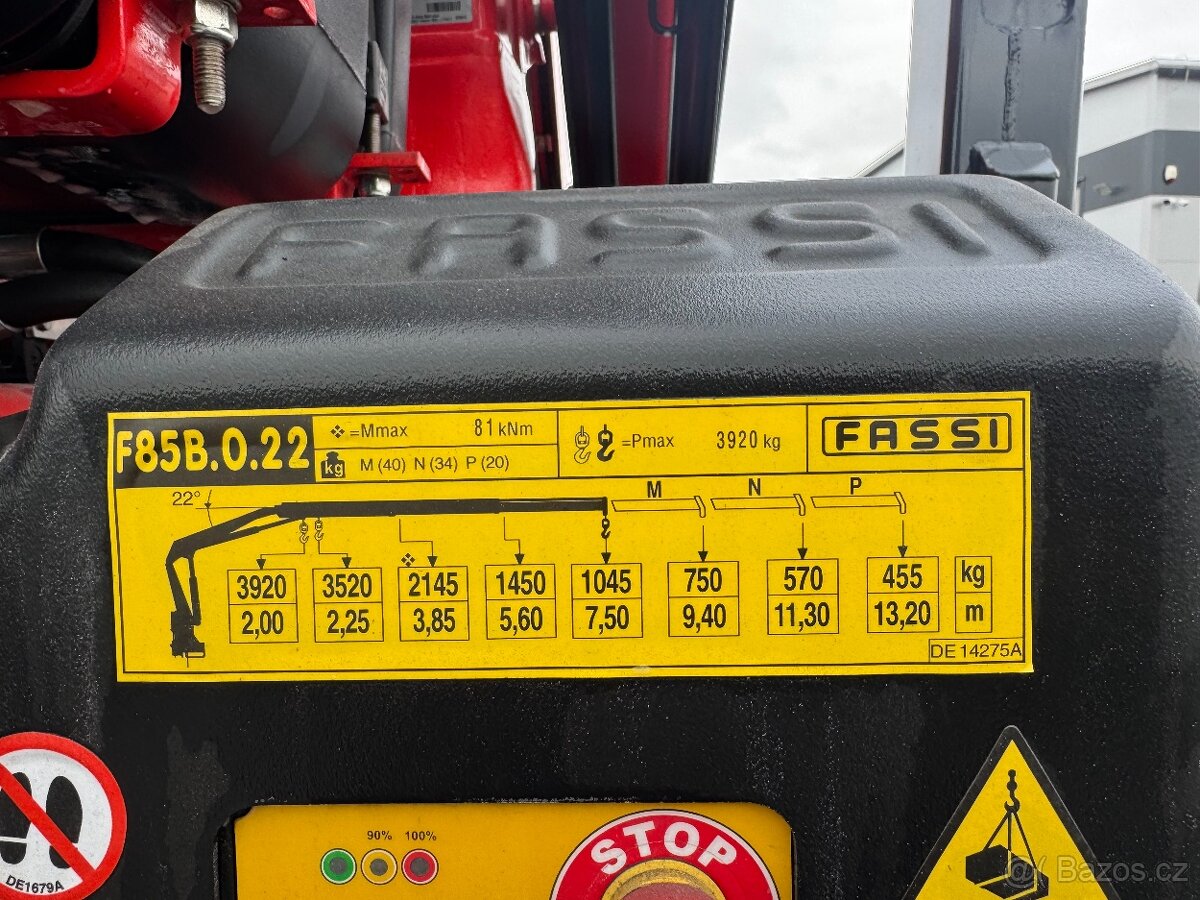 FASSI
F85B.0.22
=Mmax 81 kNm
kg M (40) N (34) P (20)
=Pmax 3920 kg
FASSI
22°
M N P
3920 3520 2145 1450 1045 750 570 455 kg
2,00 2,25 3,85 5,60 7,50 9,40 11,30 13,20 m
DE 14275A
90% 100%
STOP
DE1679A
Bazos.cz